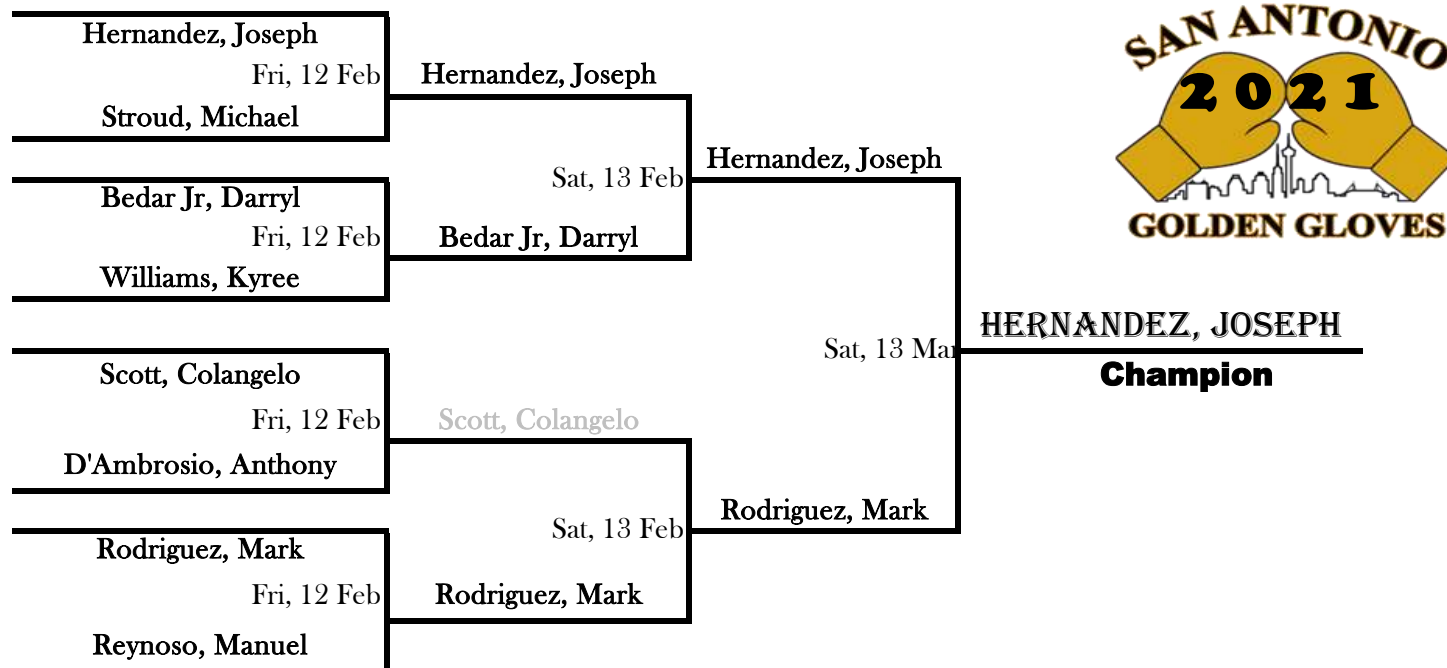 Hernandez, Joseph
Fri, 12 Feb
Stroud, Michael
Bedar Jr, Darryl
Fri, 12 Feb
Williams, Kyree
Scott, Colangelo
Fri, 12 Feb
D'Ambrosio, Anthony
Rodriguez, Mark
Fri, 12 Feb
Reynoso, Manuel
Hernandez, Joseph
Sat, 13 Feb
Bedar Jr, Darryl
Scott, Colangelo
Sat, 13 Feb
Rodriguez, Mark
Hernandez, Joseph
Sat, 13 Mar
Rodriguez, Mark
SAN ANTONIO
2021
GOLDEN GLOVES
HERNANDEZ, JOSEPH
Champion